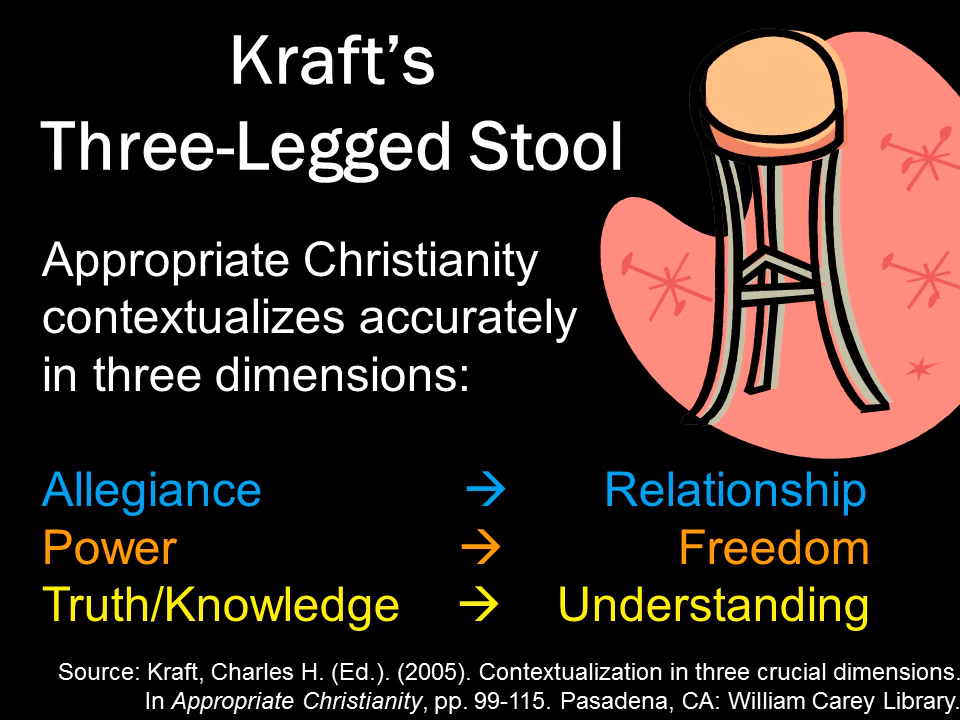 Kraft’s
Three-Legged Stool
Appropriate Christianity
contextualizes accurately
in three dimensions:
Allegiance → Relationship
Power → Freedom
Truth/Knowledge → Understanding
Source: Kraft, Charles H. (Ed.). (2005). Contextualization in three crucial dimensions.
In Appropriate Christianity, pp. 99-115. Pasadena, CA: William Carey Library.